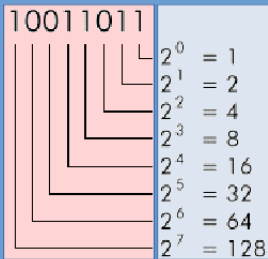 10011011
2⁰ = 1
2¹ = 2
2² = 4
2³ = 8
2⁴ = 16
2⁵ = 32
2⁶ = 64
2⁷ = 128